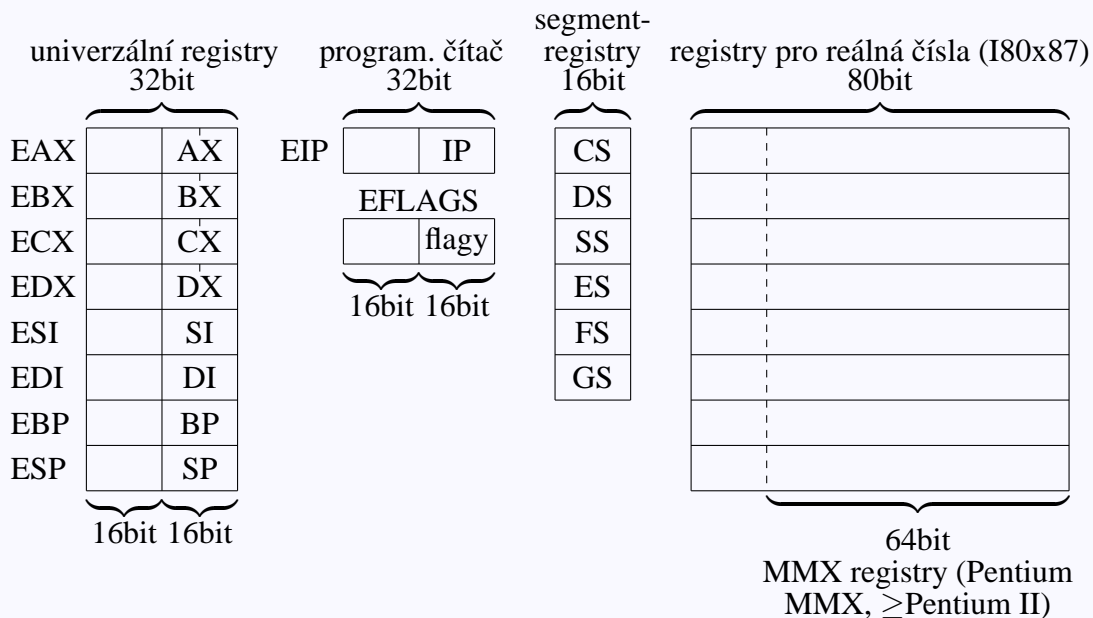 univerzální registry
32bit
program. čítač
32bit
segment-
registry
16bit
registry pro reálná čísla (I80x87)
80bit
EAX AX
EBX BX
ECX CX
EDX DX
ESI SI
EDI DI
EBP BP
ESP SP
16bit 16bit
EIP IP
EFLAGS
flagy
16bit 16bit
CS
DS
SS
ES
FS
GS
64bit
MMX registry (Pentium
MMX, ≥Pentium II)